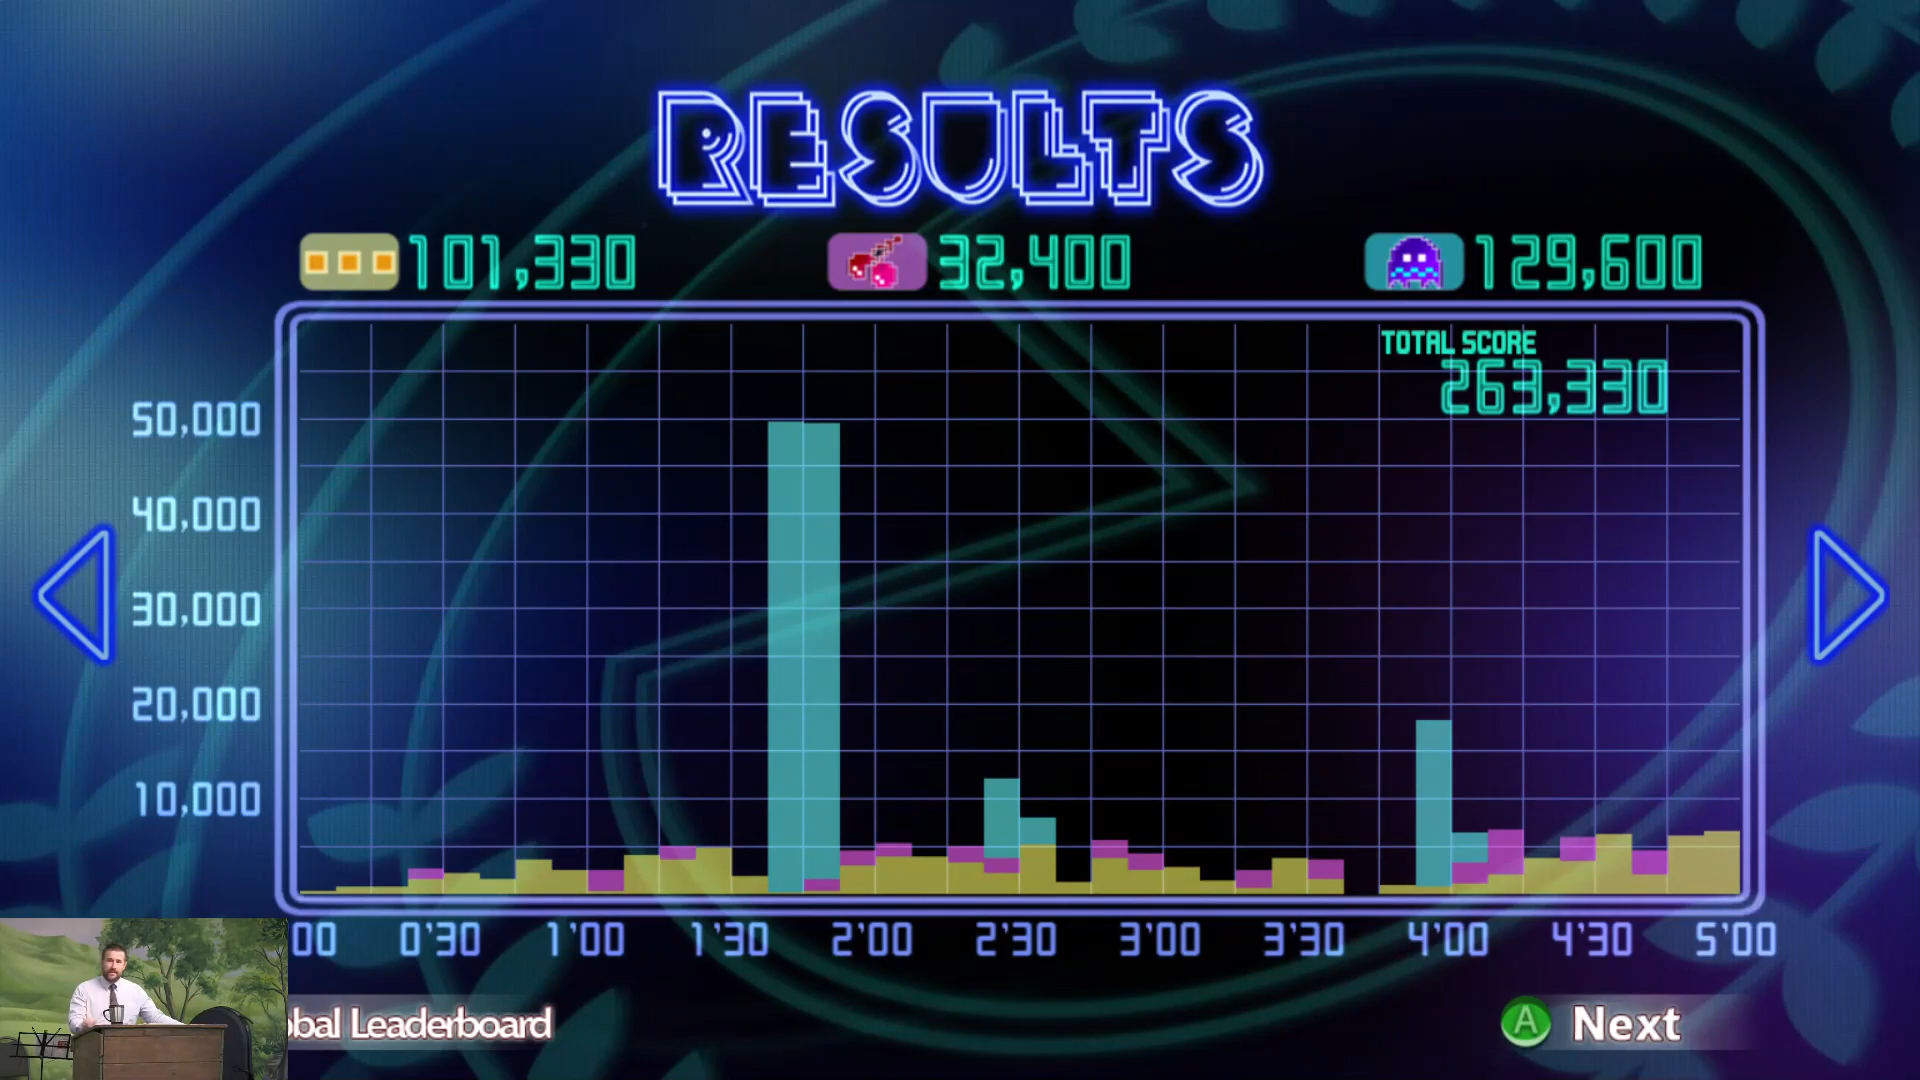 RESULTS
101,330 32,400 129,600
TOTAL SCORE
263,330
50,000
40,000
30,000
20,000
10,000
00 0'30 1'00 1'30 2'00 2'30 3'00 3'30 4'00 4'30 5'00
obal Leaderboard
A Next